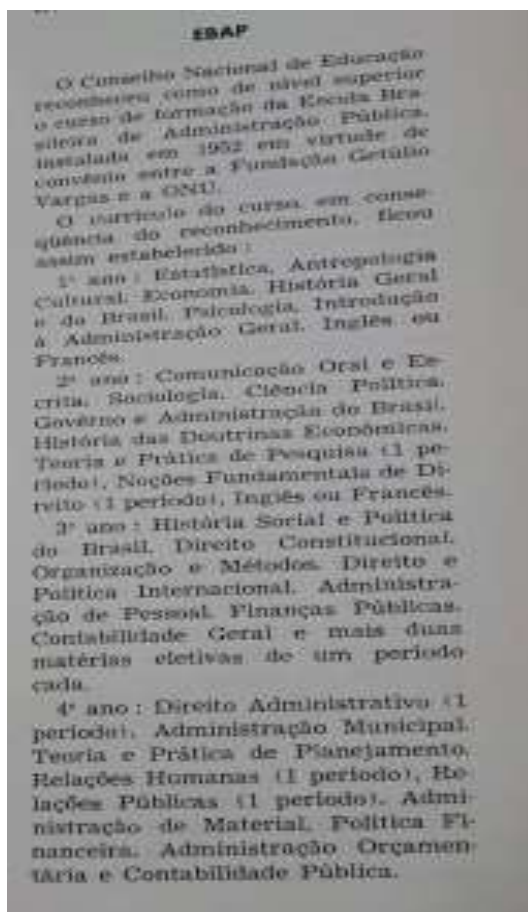 EBAP
O Conselho Nacional de Educação
reconheceu como de nível superior
o curso de formação da Escola Bra-
sileira de Administração Pública,
instalada em 1952 em virtude de
convênio entre a Fundação Getúlio
Vargas e a ONU.
O currículo do curso, em conse-
qüência do reconhecimento, ficou
assim estabelecido:
1º ano: Estatística, Antropologia
Cultural, Economia, História Geral
e do Brasil, Psicologia, Introdução
à Administração Geral, Inglês ou
Francês.
2º ano: Comunicação Oral e Es-
crita, Sociologia, Ciência Política,
Govêrno e Administração do Brasil,
História das Doutrinas Econômicas,
Teoria e Prática de Pesquisa (1 pe-
ríodo), Noções Fundamentais de Di-
reito (1 período), Inglês ou Francês.
3º ano: História Social e Política
do Brasil, Direito Constitucional,
Organização e Métodos, Direito e
Política Internacional, Administra-
ção de Pessoal, Finanças Públicas,
Contabilidade Geral e mais duas
matérias eletivas de um período
cada.
4º ano: Direito Administrativo (1
período), Administração Municipal,
Teoria e Prática de Planejamento,
Relações Humanas (1 período), Re-
lações Públicas (1 período), Admi-
nistração de Material, Política Fi-
nanceira, Administração Orçamen-
tária e Contabilidade Pública.